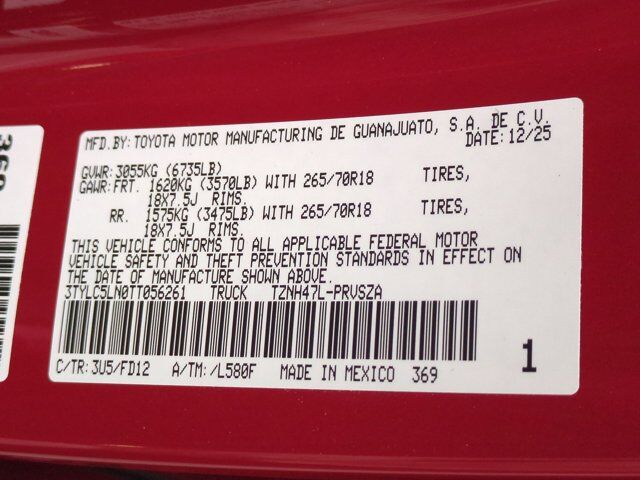 MFD.BY: TOYOTA MOTOR MANUFACTURING DE GUANAJUATO, S.A. DE C.V.
DATE: 12/25
GVWR: 3055KG (6735LB)
GAWR: FRT. 1620KG (3570LB) WITH 265/70R18 TIRES,
18X7.5J RIMS.
RR. 1575KG (3475LB) WITH 265/70R18 TIRES,
18X7.5J RIMS.
THIS VEHICLE CONFORMS TO ALL APPLICABLE FEDERAL MOTOR
VEHICLE SAFETY AND THEFT PREVENTION STANDARDS IN EFFECT ON
THE DATE OF MANUFACTURE SHOWN ABOVE.
3TYLC5LN0TT056261 TRUCK TZNH47L-PRVSZA
C/TR: 3U5/FD12 A/TM: /L580F MADE IN MEXICO 369
1